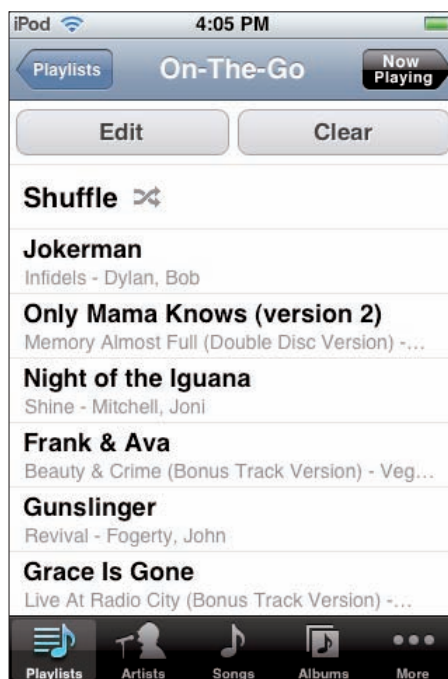 iPod 4:05 PM
Playlists On-The-Go Now Playing
Edit Clear
Shuffle
Jokerman
Infidels - Dylan, Bob
Only Mama Knows (version 2)
Memory Almost Full (Double Disc Version) -...
Night of the Iguana
Shine - Mitchell, Joni
Frank & Ava
Beauty & Crime (Bonus Track Version) - Veg...
Gunslinger
Revival - Fogerty, John
Grace Is Gone
Live At Radio City (Bonus Track Version) -...
Playlists Artists Songs Albums More